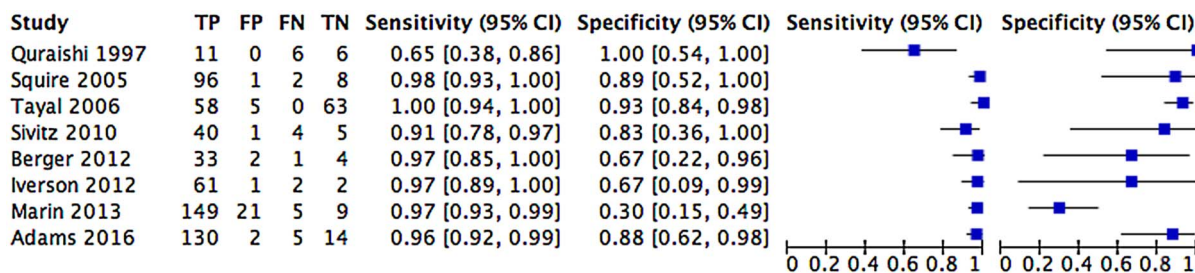 Study TP FP FN TN Sensitivity (95% CI) Specificity (95% CI) Sensitivity (95% CI) Specificity (95% CI)
Quraishi 1997 11 0 6 6 0.65 [0.38, 0.86] 1.00 [0.54, 1.00]
Squire 2005 96 1 2 8 0.98 [0.93, 1.00] 0.89 [0.52, 1.00]
Tayal 2006 58 5 0 63 1.00 [0.94, 1.00] 0.93 [0.84, 0.98]
Sivitz 2010 40 1 4 5 0.91 [0.78, 0.97] 0.83 [0.36, 1.00]
Berger 2012 33 2 1 4 0.97 [0.85, 1.00] 0.67 [0.22, 0.96]
Iverson 2012 61 1 2 2 0.97 [0.89, 1.00] 0.67 [0.09, 0.99]
Marin 2013 149 21 5 9 0.97 [0.93, 0.99] 0.30 [0.15, 0.49]
Adams 2016 130 2 5 14 0.96 [0.92, 0.99] 0.88 [0.62, 0.98]
0 0.2 0.4 0.6 0.8 1 0 0.2 0.4 0.6 0.8 1